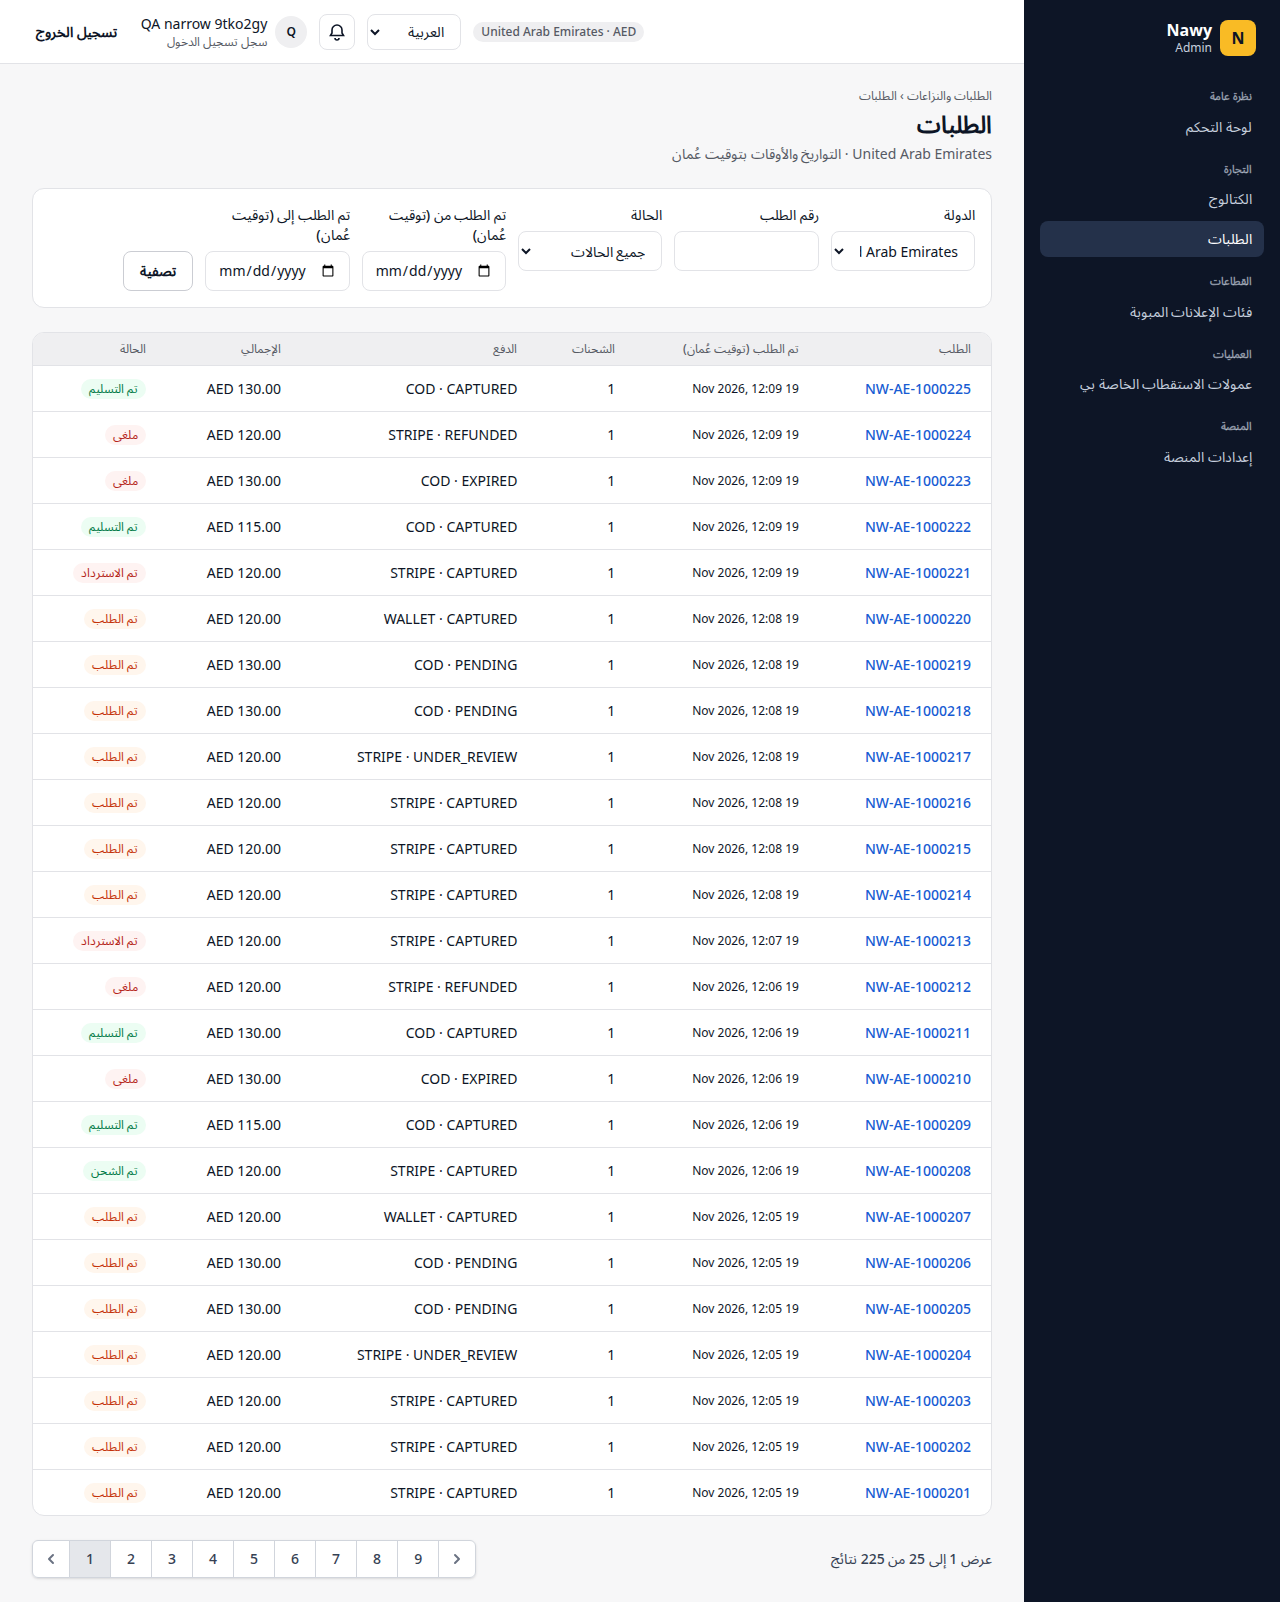 N
Nawy
Admin
نظرة عامة
لوحة التحكم
التجارة
الكتالوج
الطلبات
القطاعات
فئات الإعلانات المبوبة
العمليات
عمولات الاستقطاب الخاصة بي
المنصة
إعدادات المنصة
United Arab Emirates · AED
العربية
Q
QA narrow 9tko2gy
سجل تسجيل الدخول
تسجيل الخروج
الطلبات والنزاعات › الطلبات
الطلبات
United Arab Emirates · التواريخ والأوقات بتوقيت عُمان
الدولة
l Arab Emirates
رقم الطلب
الحالة
جميع الحالات
تم الطلب من (توقيت عُمان)
mm/dd/yyyy
تم الطلب إلى (توقيت عُمان)
mm/dd/yyyy
تصفية
الطلب تم الطلب (توقيت عُمان) الشحنات الدفع الإجمالي الحالة
NW-AE-1000225 Nov 2026, 12:09 19 1 COD · CAPTURED AED 130.00 تم التسليم
NW-AE-1000224 Nov 2026, 12:09 19 1 STRIPE · REFUNDED AED 120.00 ملغى
NW-AE-1000223 Nov 2026, 12:09 19 1 COD · EXPIRED AED 130.00 ملغى
NW-AE-1000222 Nov 2026, 12:09 19 1 COD · CAPTURED AED 115.00 تم التسليم
NW-AE-1000221 Nov 2026, 12:09 19 1 STRIPE · CAPTURED AED 120.00 تم الاسترداد
NW-AE-1000220 Nov 2026, 12:08 19 1 WALLET · CAPTURED AED 120.00 تم الطلب
NW-AE-1000219 Nov 2026, 12:08 19 1 COD · PENDING AED 130.00 تم الطلب
NW-AE-1000218 Nov 2026, 12:08 19 1 COD · PENDING AED 130.00 تم الطلب
NW-AE-1000217 Nov 2026, 12:08 19 1 STRIPE · UNDER_REVIEW AED 120.00 تم الطلب
NW-AE-1000216 Nov 2026, 12:08 19 1 STRIPE · CAPTURED AED 120.00 تم الطلب
NW-AE-1000215 Nov 2026, 12:08 19 1 STRIPE · CAPTURED AED 120.00 تم الطلب
NW-AE-1000214 Nov 2026, 12:08 19 1 STRIPE · CAPTURED AED 120.00 تم الطلب
NW-AE-1000213 Nov 2026, 12:07 19 1 STRIPE · CAPTURED AED 120.00 تم الاسترداد
NW-AE-1000212 Nov 2026, 12:06 19 1 STRIPE · REFUNDED AED 120.00 ملغى
NW-AE-1000211 Nov 2026, 12:06 19 1 COD · CAPTURED AED 130.00 تم التسليم
NW-AE-1000210 Nov 2026, 12:06 19 1 COD · EXPIRED AED 130.00 ملغى
NW-AE-1000209 Nov 2026, 12:06 19 1 COD · CAPTURED AED 115.00 تم التسليم
NW-AE-1000208 Nov 2026, 12:06 19 1 STRIPE · CAPTURED AED 120.00 تم الشحن
NW-AE-1000207 Nov 2026, 12:05 19 1 WALLET · CAPTURED AED 120.00 تم الطلب
NW-AE-1000206 Nov 2026, 12:05 19 1 COD · PENDING AED 130.00 تم الطلب
NW-AE-1000205 Nov 2026, 12:05 19 1 COD · PENDING AED 130.00 تم الطلب
NW-AE-1000204 Nov 2026, 12:05 19 1 STRIPE · UNDER_REVIEW AED 120.00 تم الطلب
NW-AE-1000203 Nov 2026, 12:05 19 1 STRIPE · CAPTURED AED 120.00 تم الطلب
NW-AE-1000202 Nov 2026, 12:05 19 1 STRIPE · CAPTURED AED 120.00 تم الطلب
NW-AE-1000201 Nov 2026, 12:05 19 1 STRIPE · CAPTURED AED 120.00 تم الطلب
عرض 1 إلى 25 من 225 نتائج
1 2 3 4 5 6 7 8 9